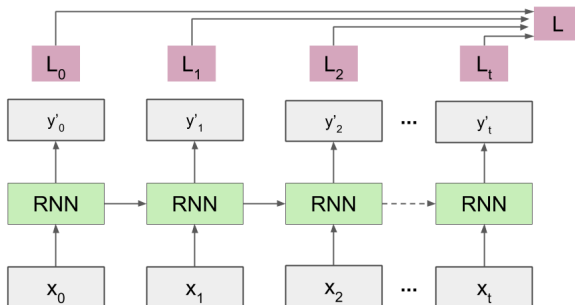 L
L₀ L₁ L₂ Lₜ
y'₀ y'₁ y'₂ ... y'ₜ
RNN RNN RNN RNN
x₀ x₁ x₂ ... xₜ